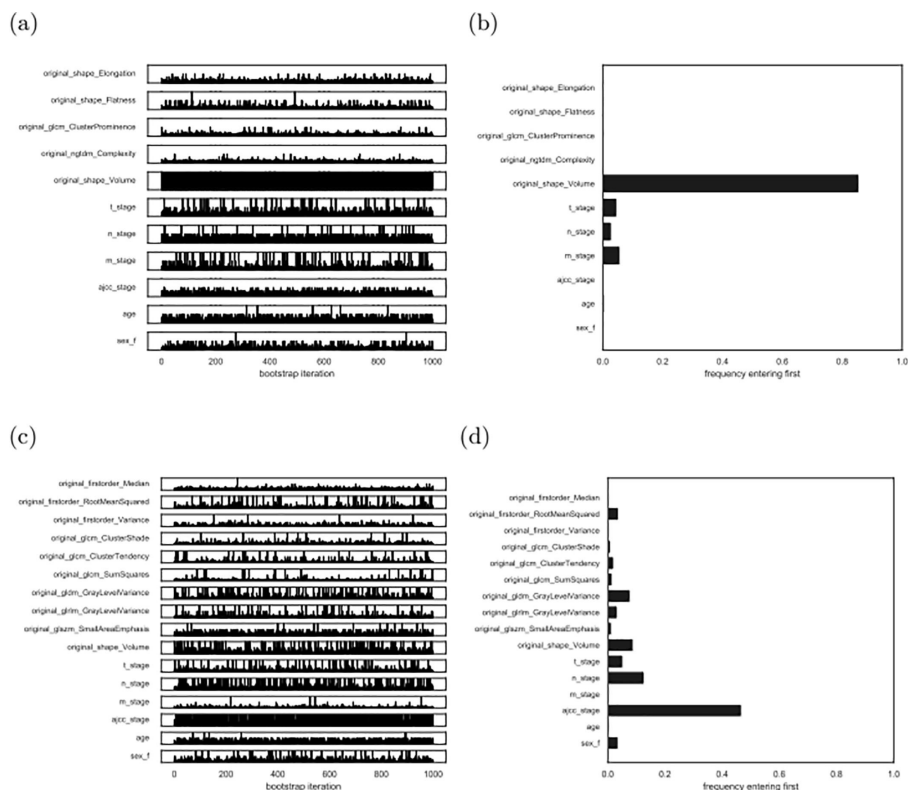 (a)
original_shape_Elongation
original_shape_Flatness
original_glcm_ClusterProminence
original_ngtdm_Complexity
original_shape_Volume
t_stage
n_stage
m_stage
ajcc_stage
age
sex_f
0 200 400 600 800 1000
bootstrap iteration
(b)
original_shape_Elongation
original_shape_Flatness
original_glcm_ClusterProminence
original_ngtdm_Complexity
original_shape_Volume
t_stage
n_stage
m_stage
ajcc_stage
age
sex_f
0.0 0.2 0.4 0.6 0.8 1.0
frequency entering first
(c)
original_firstorder_Median
original_firstorder_RootMeanSquared
original_firstorder_Variance
original_glcm_ClusterShade
original_glcm_ClusterTendency
original_glcm_SumSquares
original_gldm_GrayLevelVariance
original_glrlm_GrayLevelVariance
original_glszm_SmallAreaEmphasis
original_shape_Volume
t_stage
n_stage
m_stage
ajcc_stage
age
sex_f
0 200 400 600 800 1000
bootstrap iteration
(d)
original_firstorder_Median
original_firstorder_RootMeanSquared
original_firstorder_Variance
original_glcm_ClusterShade
original_glcm_ClusterTendency
original_glcm_SumSquares
original_gldm_GrayLevelVariance
original_glrlm_GrayLevelVariance
original_glszm_SmallAreaEmphasis
original_shape_Volume
t_stage
n_stage
m_stage
ajcc_stage
age
sex_f
0.0 0.2 0.4 0.6 0.8 1.0
frequency entering first